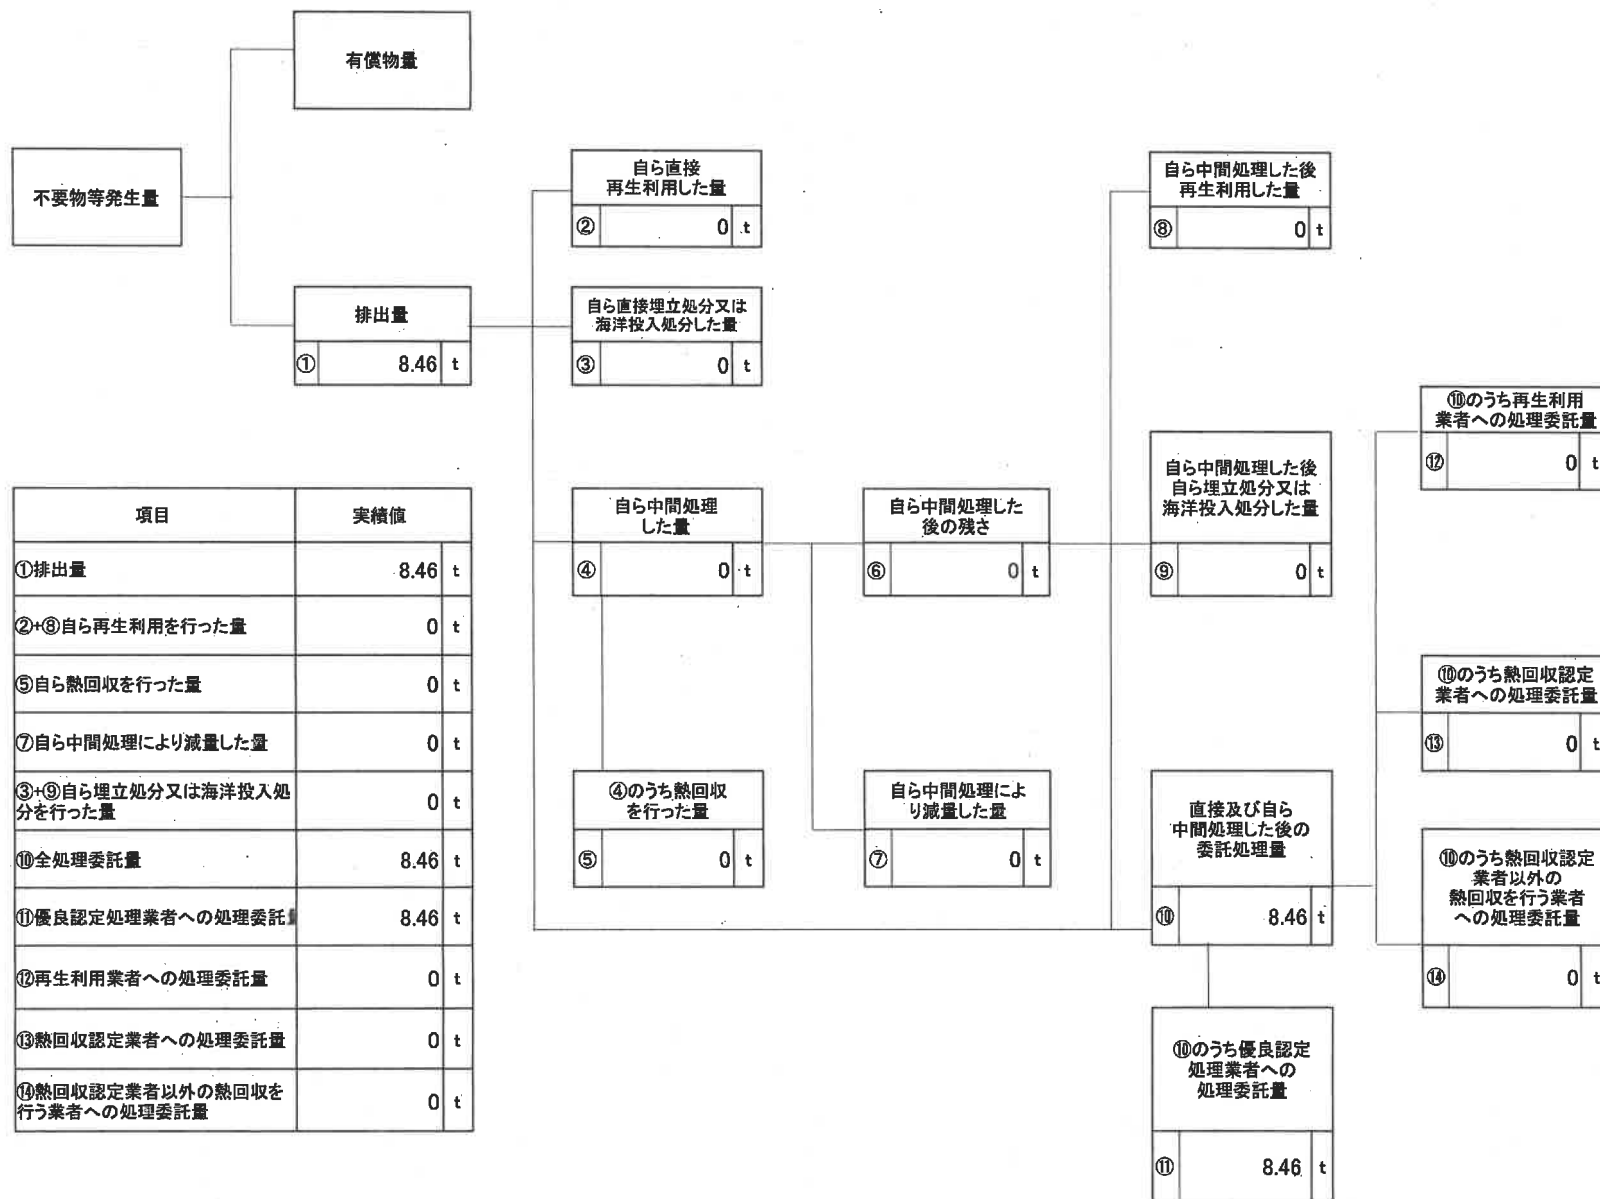 有償物量
不要物等発生量
排出量
① 8.46 t
自ら直接
再生利用した量
② 0 t
自ら直接埋立処分又は
海洋投入処分した量
③ 0 t
自ら中間処理
した量
④ 0 t
④のうち熱回収
を行った量
⑤ 0 t
自ら中間処理した
後の残さ
⑥ 0 t
自ら中間処理によ
り減量した量
⑦ 0 t
自ら中間処理した後
再生利用した量
⑧ 0 t
自ら中間処理した後
自ら埋立処分又は
海洋投入処分した量
⑨ 0 t
直接及び自ら
中間処理した後の
委託処理量
⑩ 8.46 t
⑩のうち優良認定
処理業者への
処理委託量
⑪ 8.46 t
⑩のうち再生利用
業者への処理委託量
⑫ 0 t
⑩のうち熱回収認定
業者への処理委託量
⑬ 0 t
⑩のうち熱回収認定
業者以外の
熱回収を行う業者
への処理委託量
⑭ 0 t
項目 実績値
①排出量 8.46 t
②+⑧自ら再生利用を行った量 0 t
⑤自ら熱回収を行った量 0 t
⑦自ら中間処理により減量した量 0 t
③+⑨自ら埋立処分又は海洋投入処
分を行った量 0 t
⑩全処理委託量 8.46 t
⑪優良認定処理業者への処理委託量 8.46 t
⑫再生利用業者への処理委託量 0 t
⑬熱回収認定業者への処理委託量 0 t
⑭熱回収認定業者以外の熱回収を
行う業者への処理委託量 0 t